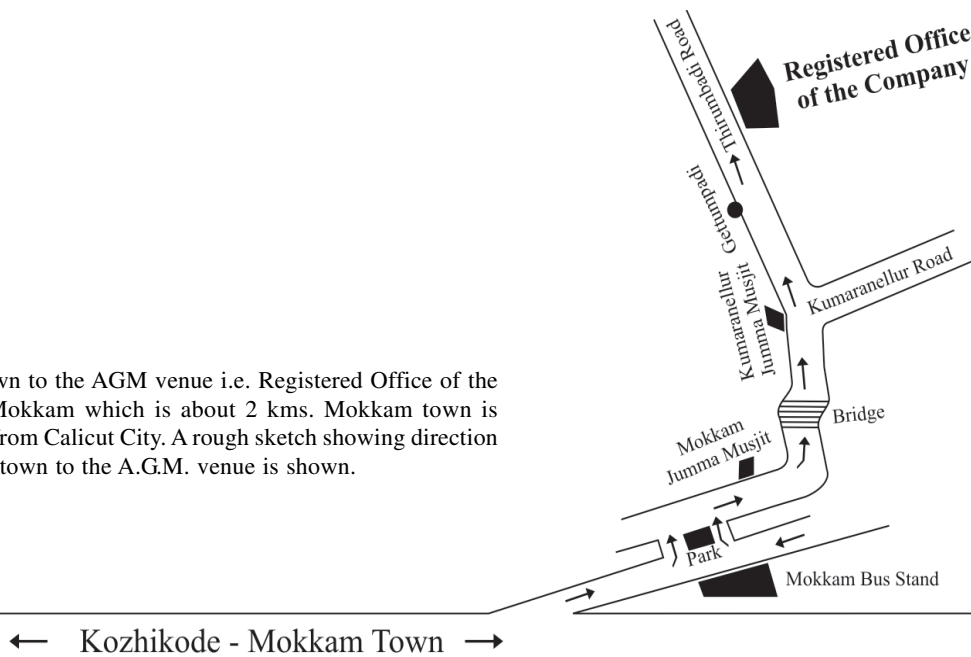 Registered Office
of the Company
Thirumbadi Road
Gettumpadi
Kumaranellur
Jumma Musjit
Kumaranellur Road
Bridge
Mokkam
Jumma Musjit
Park
Mokkam Bus Stand
wn to the AGM venue i.e. Registered Office of the
Mokkam which is about 2 kms. Mokkam town is
from Calicut City. A rough sketch showing direction
town to the A.G.M. venue is shown.
Kozhikode - Mokkam Town